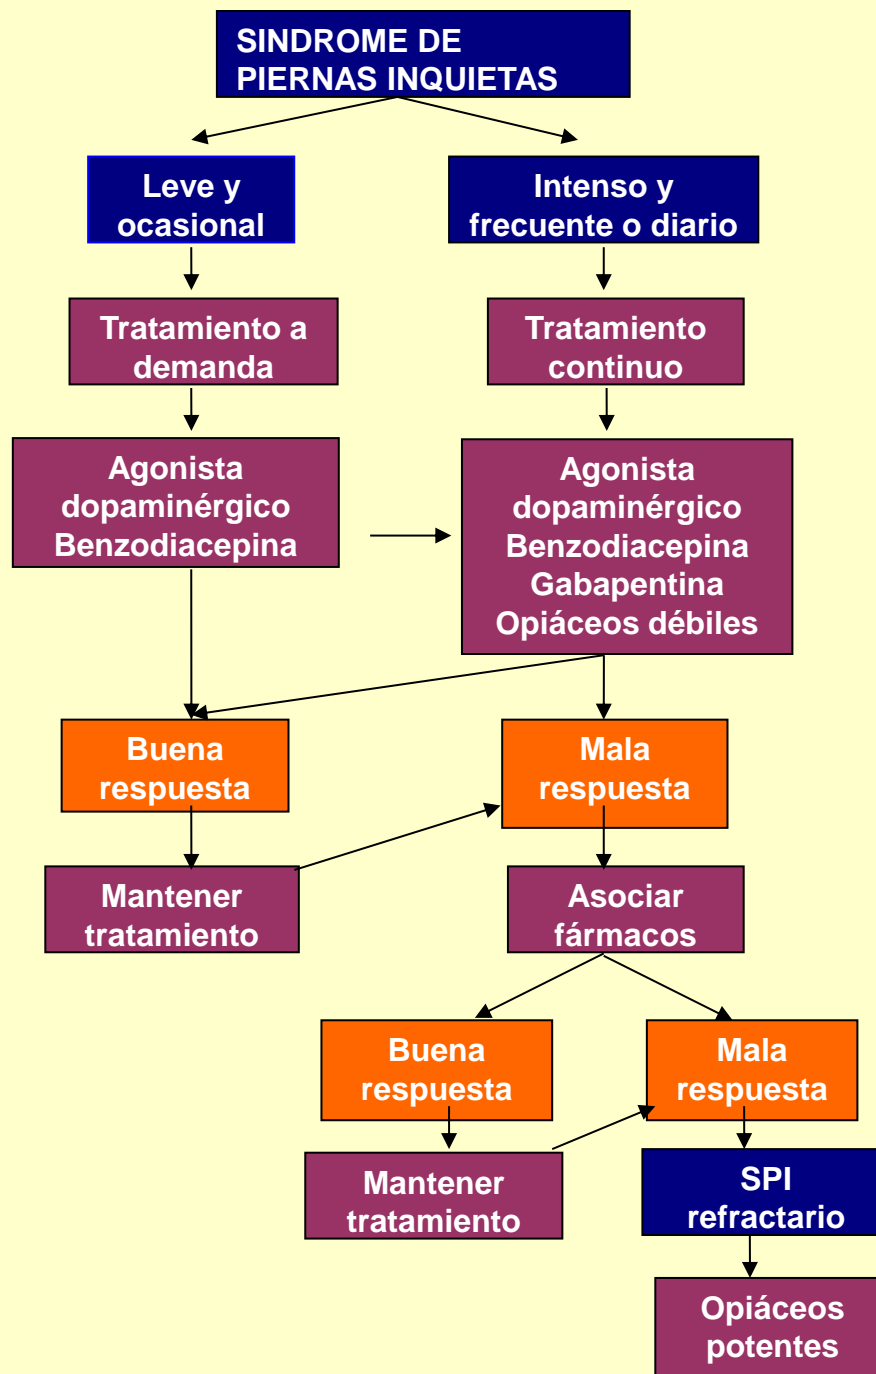 SINDROME DE
PIERNAS INQUIETAS
Leve y
ocasional
Intenso y
frecuente o diario
Tratamiento a
demanda
Tratamiento
continuo
Agonista
dopaminérgico
Benzodiacepina
Agonista
dopaminérgico
Benzodiacepina
Gabapentina
Opiáceos débiles
Buena
respuesta
Mala
respuesta
Mantener
tratamiento
Asociar
fármacos
Buena
respuesta
Mala
respuesta
Mantener
tratamiento
SPI
refractario
Opiáceos
potentes